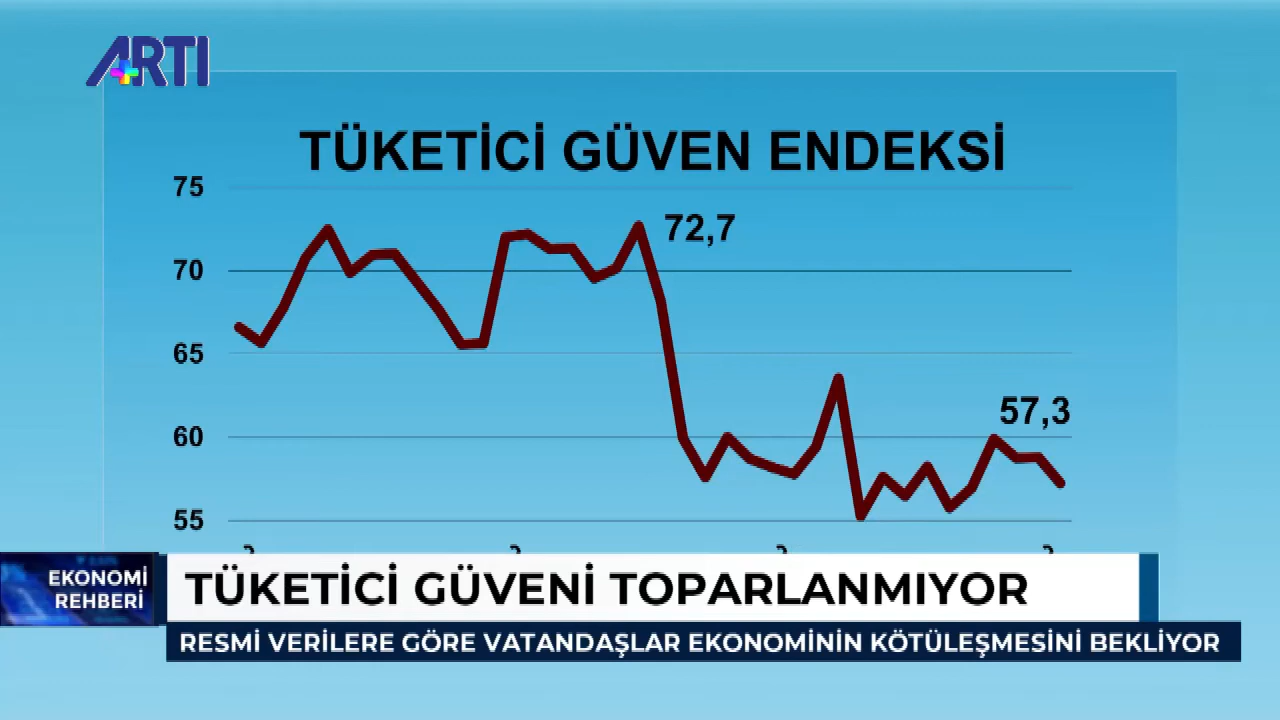 ARTI
TÜKETİCİ GÜVEN ENDEKSİ
75
72,7
70
65
57,3
60
55
EKONOMİ
REHBERİ
TÜKETİCİ GÜVENİ TOPARLANMIYOR
RESMİ VERİLERE GÖRE VATANDAŞLAR EKONOMİNİN KÖTÜLEŞMESİNİ BEKLİYOR